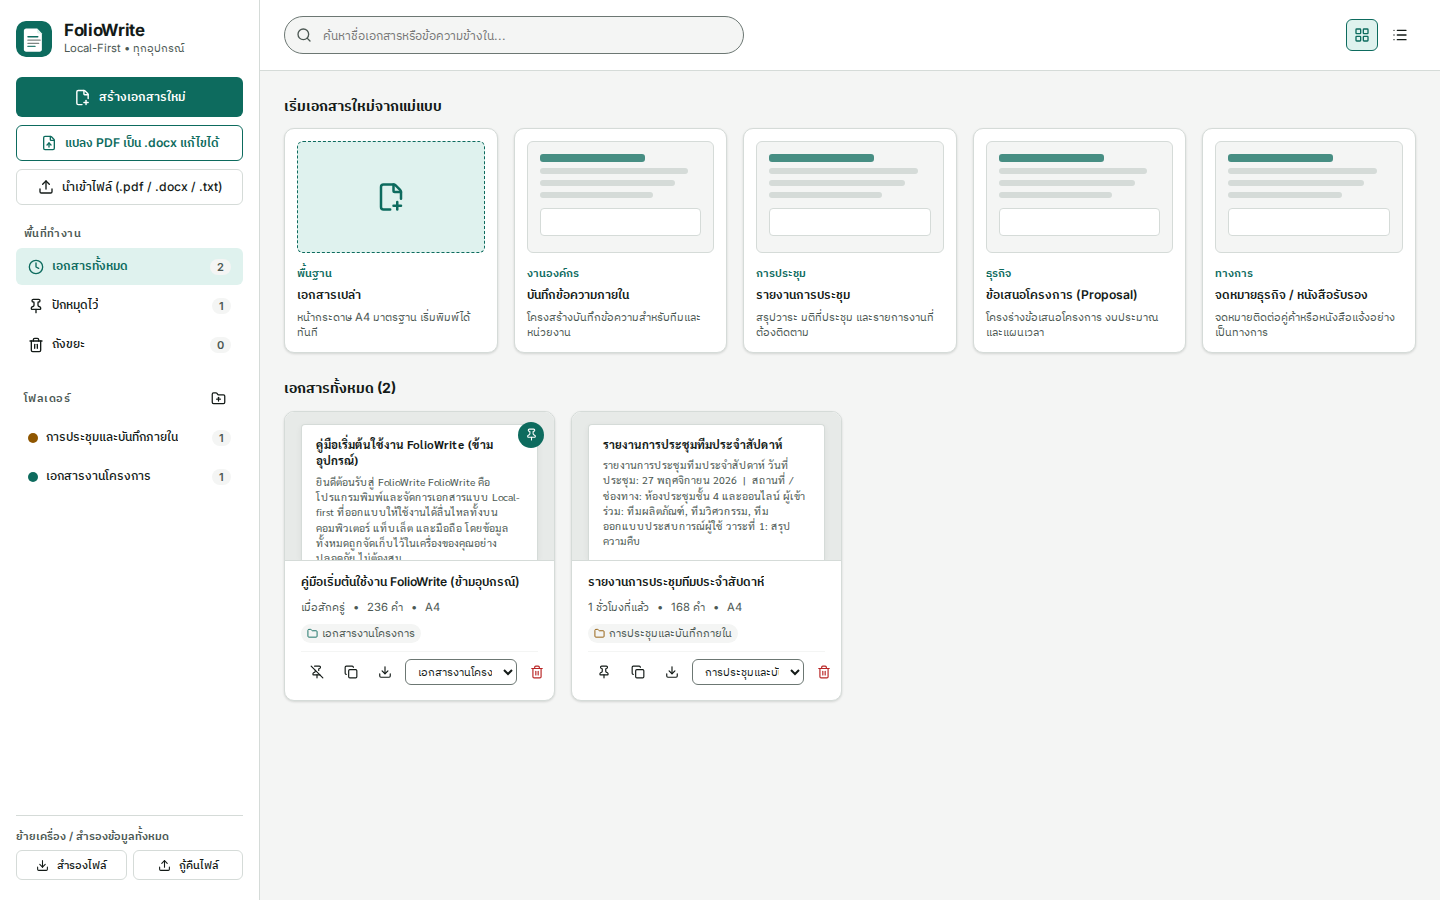 FolioWrite
Local-First • ทุกอุปกรณ์
สร้างเอกสารใหม่
แปลง PDF เป็น .docx แก้ไขได้
นำเข้าไฟล์ (.pdf / .docx / .txt)
พื้นที่ทำงาน
เอกสารทั้งหมด 2
ปักหมุดไว้ 1
ถังขยะ 0
โฟลเดอร์
การประชุมและบันทึกภายใน 1
เอกสารงานโครงการ 1
ย้ายเครื่อง / สำรองข้อมูลทั้งหมด
สำรองไฟล์
กู้คืนไฟล์
ค้นหาชื่อเอกสารหรือข้อความข้างใน...
เริ่มเอกสารใหม่จากแม่แบบ
พื้นฐาน
เอกสารเปล่า
หน้ากระดาษ A4 มาตรฐาน เริ่มพิมพ์ได้
ทันที
งานองค์กร
บันทึกข้อความภายใน
โครงสร้างบันทึกข้อความสำหรับทีมและ
หน่วยงาน
การประชุม
รายงานการประชุม
สรุปวาระ มติที่ประชุม และรายการงานที่
ต้องติดตาม
ธุรกิจ
ข้อเสนอโครงการ (Proposal)
โครงร่างข้อเสนอโครงการ งบประมาณ
และแผนเวลา
ทางการ
จดหมายธุรกิจ / หนังสือรับรอง
จดหมายติดต่อคู่ค้าหรือหนังสือแจ้งอย่าง
เป็นทางการ
เอกสารทั้งหมด (2)
คู่มือเริ่มต้นใช้งาน FolioWrite (ข้าม
อุปกรณ์)
ยินดีต้อนรับสู่ FolioWrite FolioWrite คือ
โปรแกรมพิมพ์และจัดการเอกสารแบบ Local-
first ที่ออกแบบให้ใช้งานได้ลื่นไหลทั้งบน
คอมพิวเตอร์ แท็บเล็ต และมือถือ โดยข้อมูล
ทั้งหมดถูกจัดเก็บไว้ในเครื่องของคุณอย่าง
ปลอดภัย ไม่ต้องสม
คู่มือเริ่มต้นใช้งาน FolioWrite (ข้ามอุปกรณ์)
เมื่อสักครู่ • 236 คำ • A4
เอกสารงานโครงการ
เอกสารงานโครง
รายงานการประชุมทีมประจำสัปดาห์
รายงานการประชุมทีมประจำสัปดาห์ วันที่
ประชุม: 27 พฤศจิกายน 2026 | สถานที่ /
ช่องทาง: ห้องประชุมชั้น 4 และออนไลน์ ผู้เข้า
ร่วม: ทีมผลิตภัณฑ์, ทีมวิศวกรรม, ทีม
ออกแบบประสบการณ์ผู้ใช้ วาระที่ 1: สรุป
ความคืบ
รายงานการประชุมทีมประจำสัปดาห์
1 ชั่วโมงที่แล้ว • 168 คำ • A4
การประชุมและบันทึกภายใน
การประชุมและบั